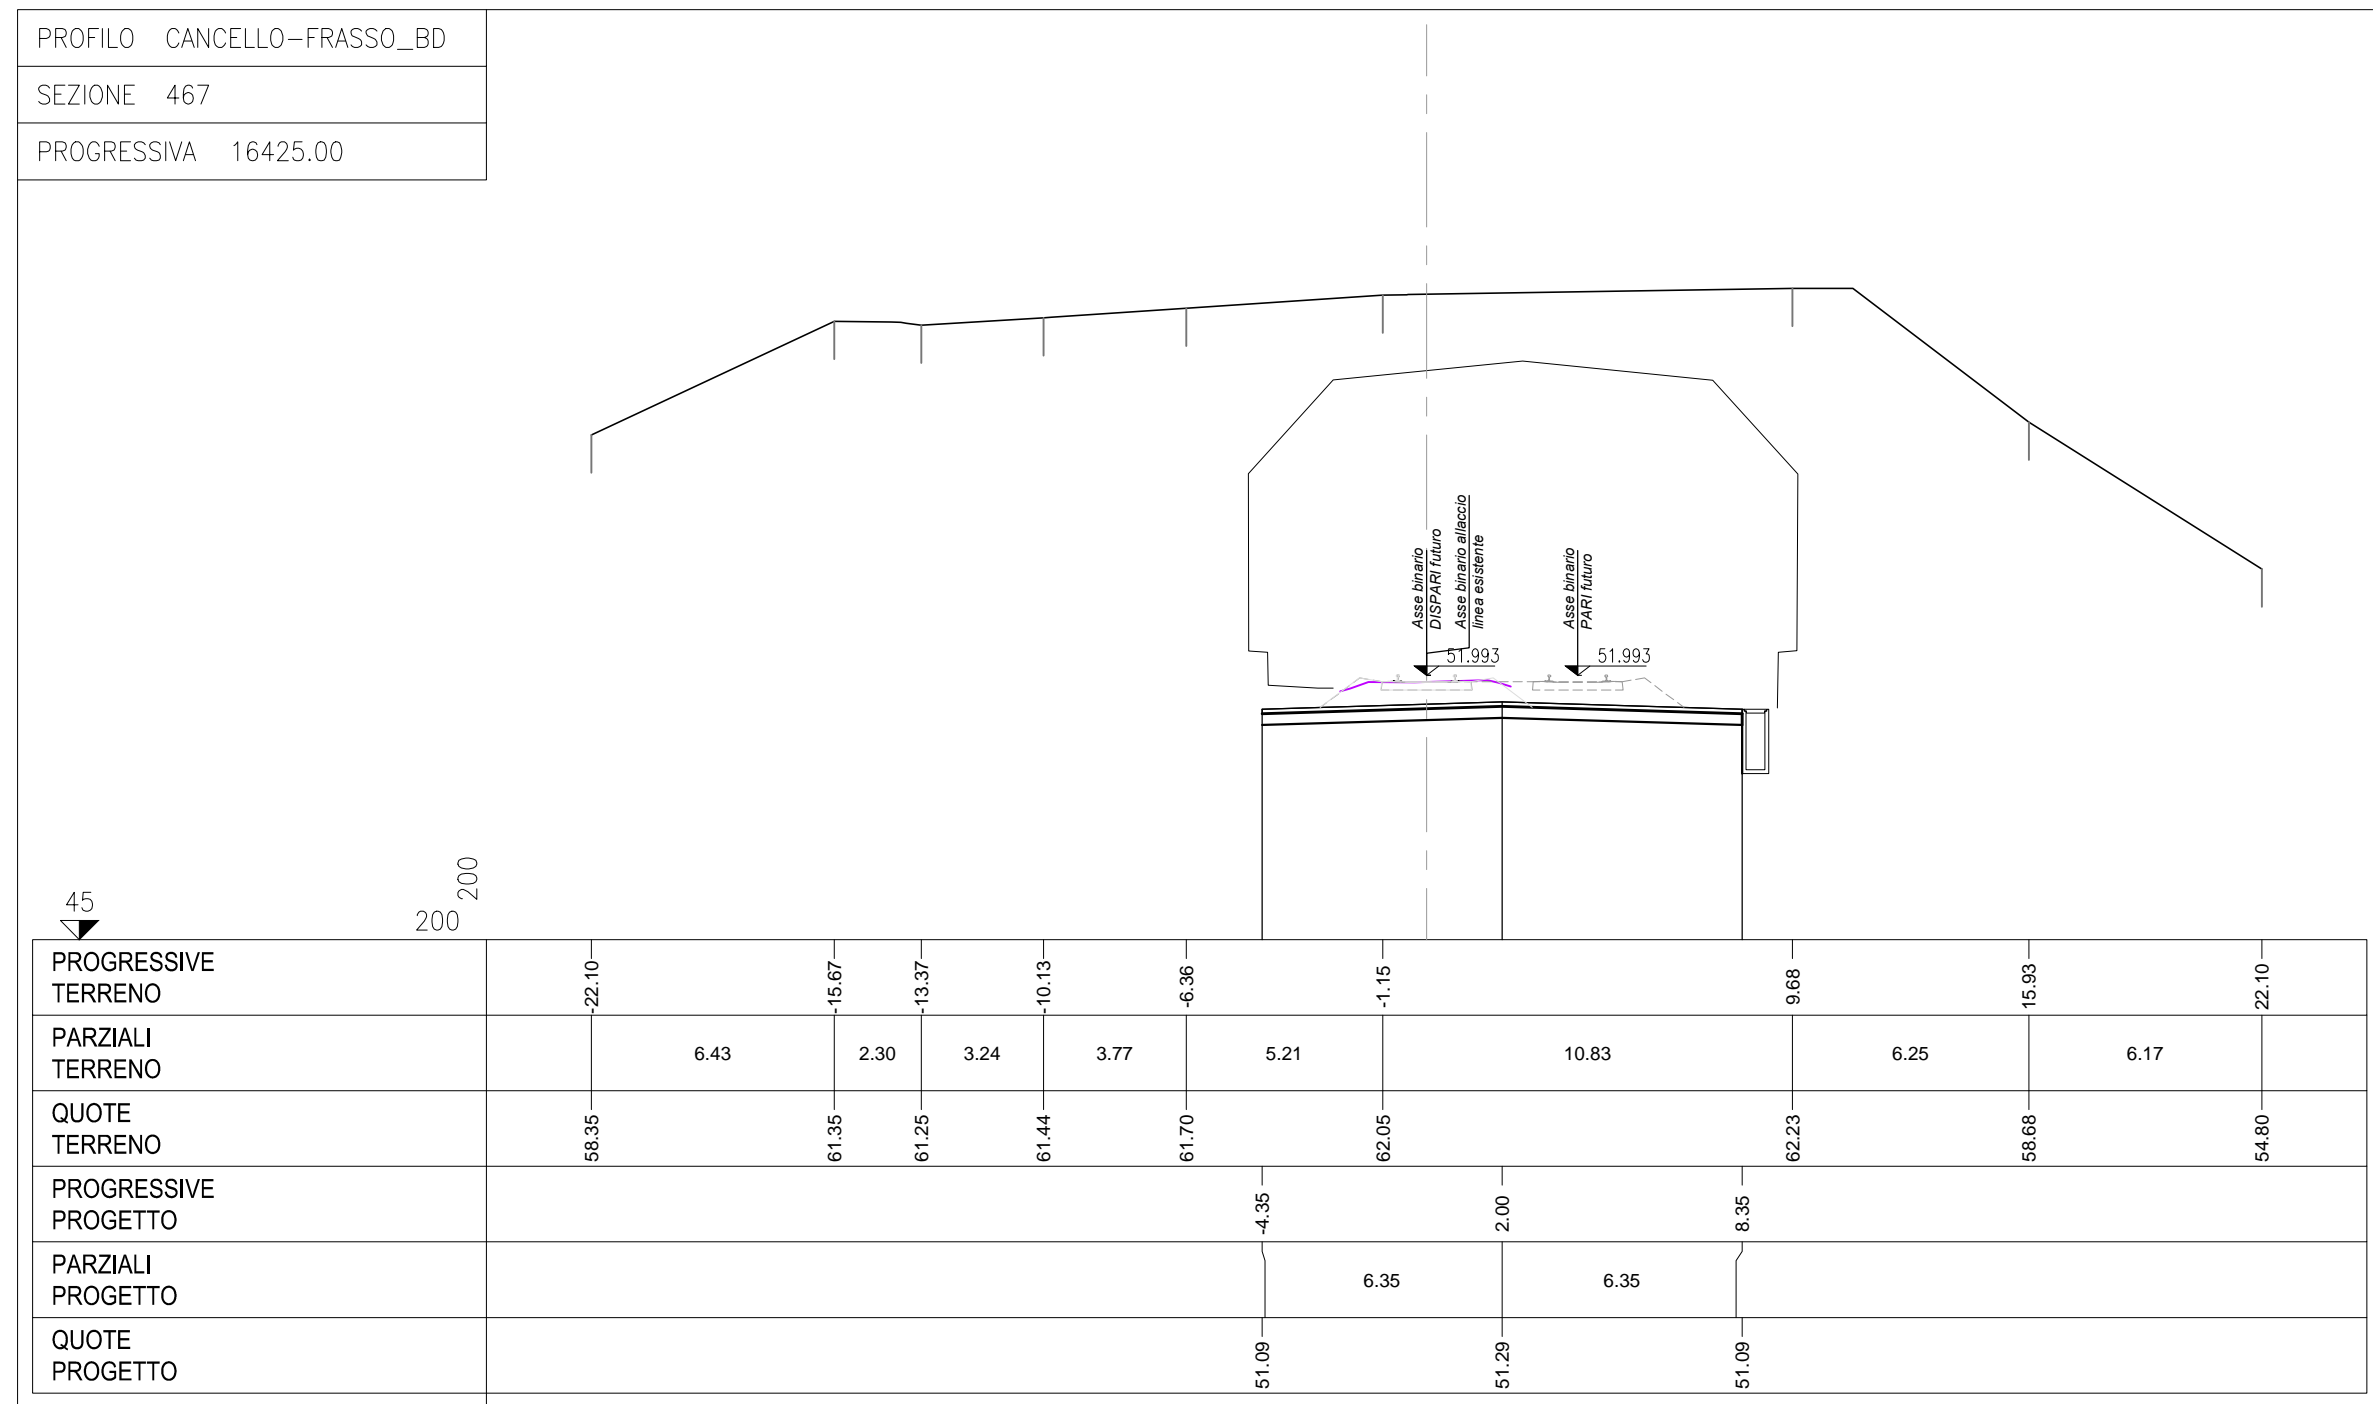 PROFILO CANCELLO-FRASSO_BD
SEZIONE 467
PROGRESSIVA 16425.00
Asse binario
DISPARI futuro
Asse binario allaccio
linea esistente
Asse binario
PARI futuro
51.993
51.993
45
200
200
PROGRESSIVE
TERRENO
-22.10
-15.67
-13.37
-10.13
-6.36
-1.15
9.68
15.93
22.10
PARZIALI
TERRENO
6.43
2.30
3.24
3.77
5.21
10.83
6.25
6.17
QUOTE
TERRENO
58.35
61.35
61.25
61.44
61.70
62.05
62.23
58.68
54.80
PROGRESSIVE
PROGETTO
-4.35
2.00
8.35
PARZIALI
PROGETTO
6.35
6.35
QUOTE
PROGETTO
51.09
51.29
51.09